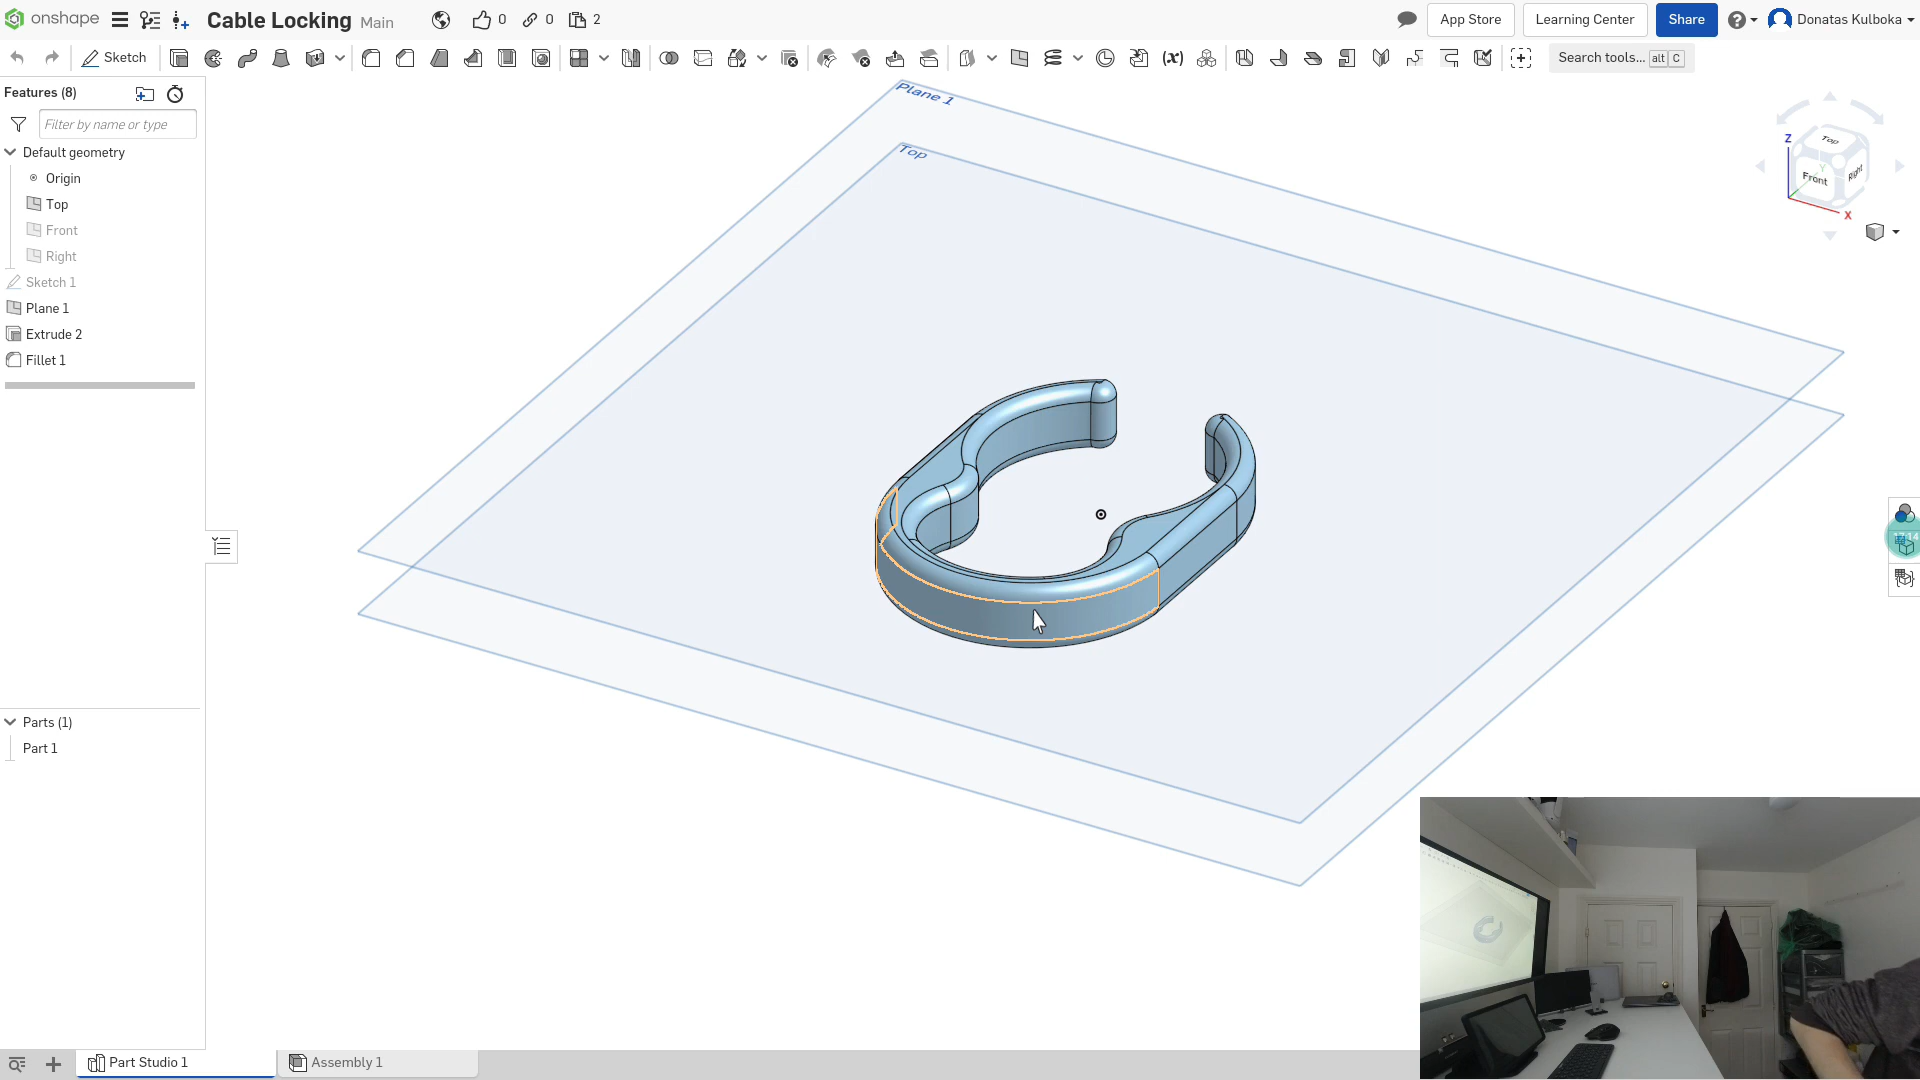 onshape
Cable Locking Main
0
0
2
App Store
Learning Center
Share
Donatas Kulboka
Sketch
(x)
Search tools... alt C
Features (8)
Filter by name or type
Default geometry
Origin
Top
Front
Right
Sketch 1
Plane 1
Extrude 2
Fillet 1
Parts (1)
Part 1
Plane 1
Top
Z
Top
Y
Front
Right
X
Part Studio 1
Assembly 1